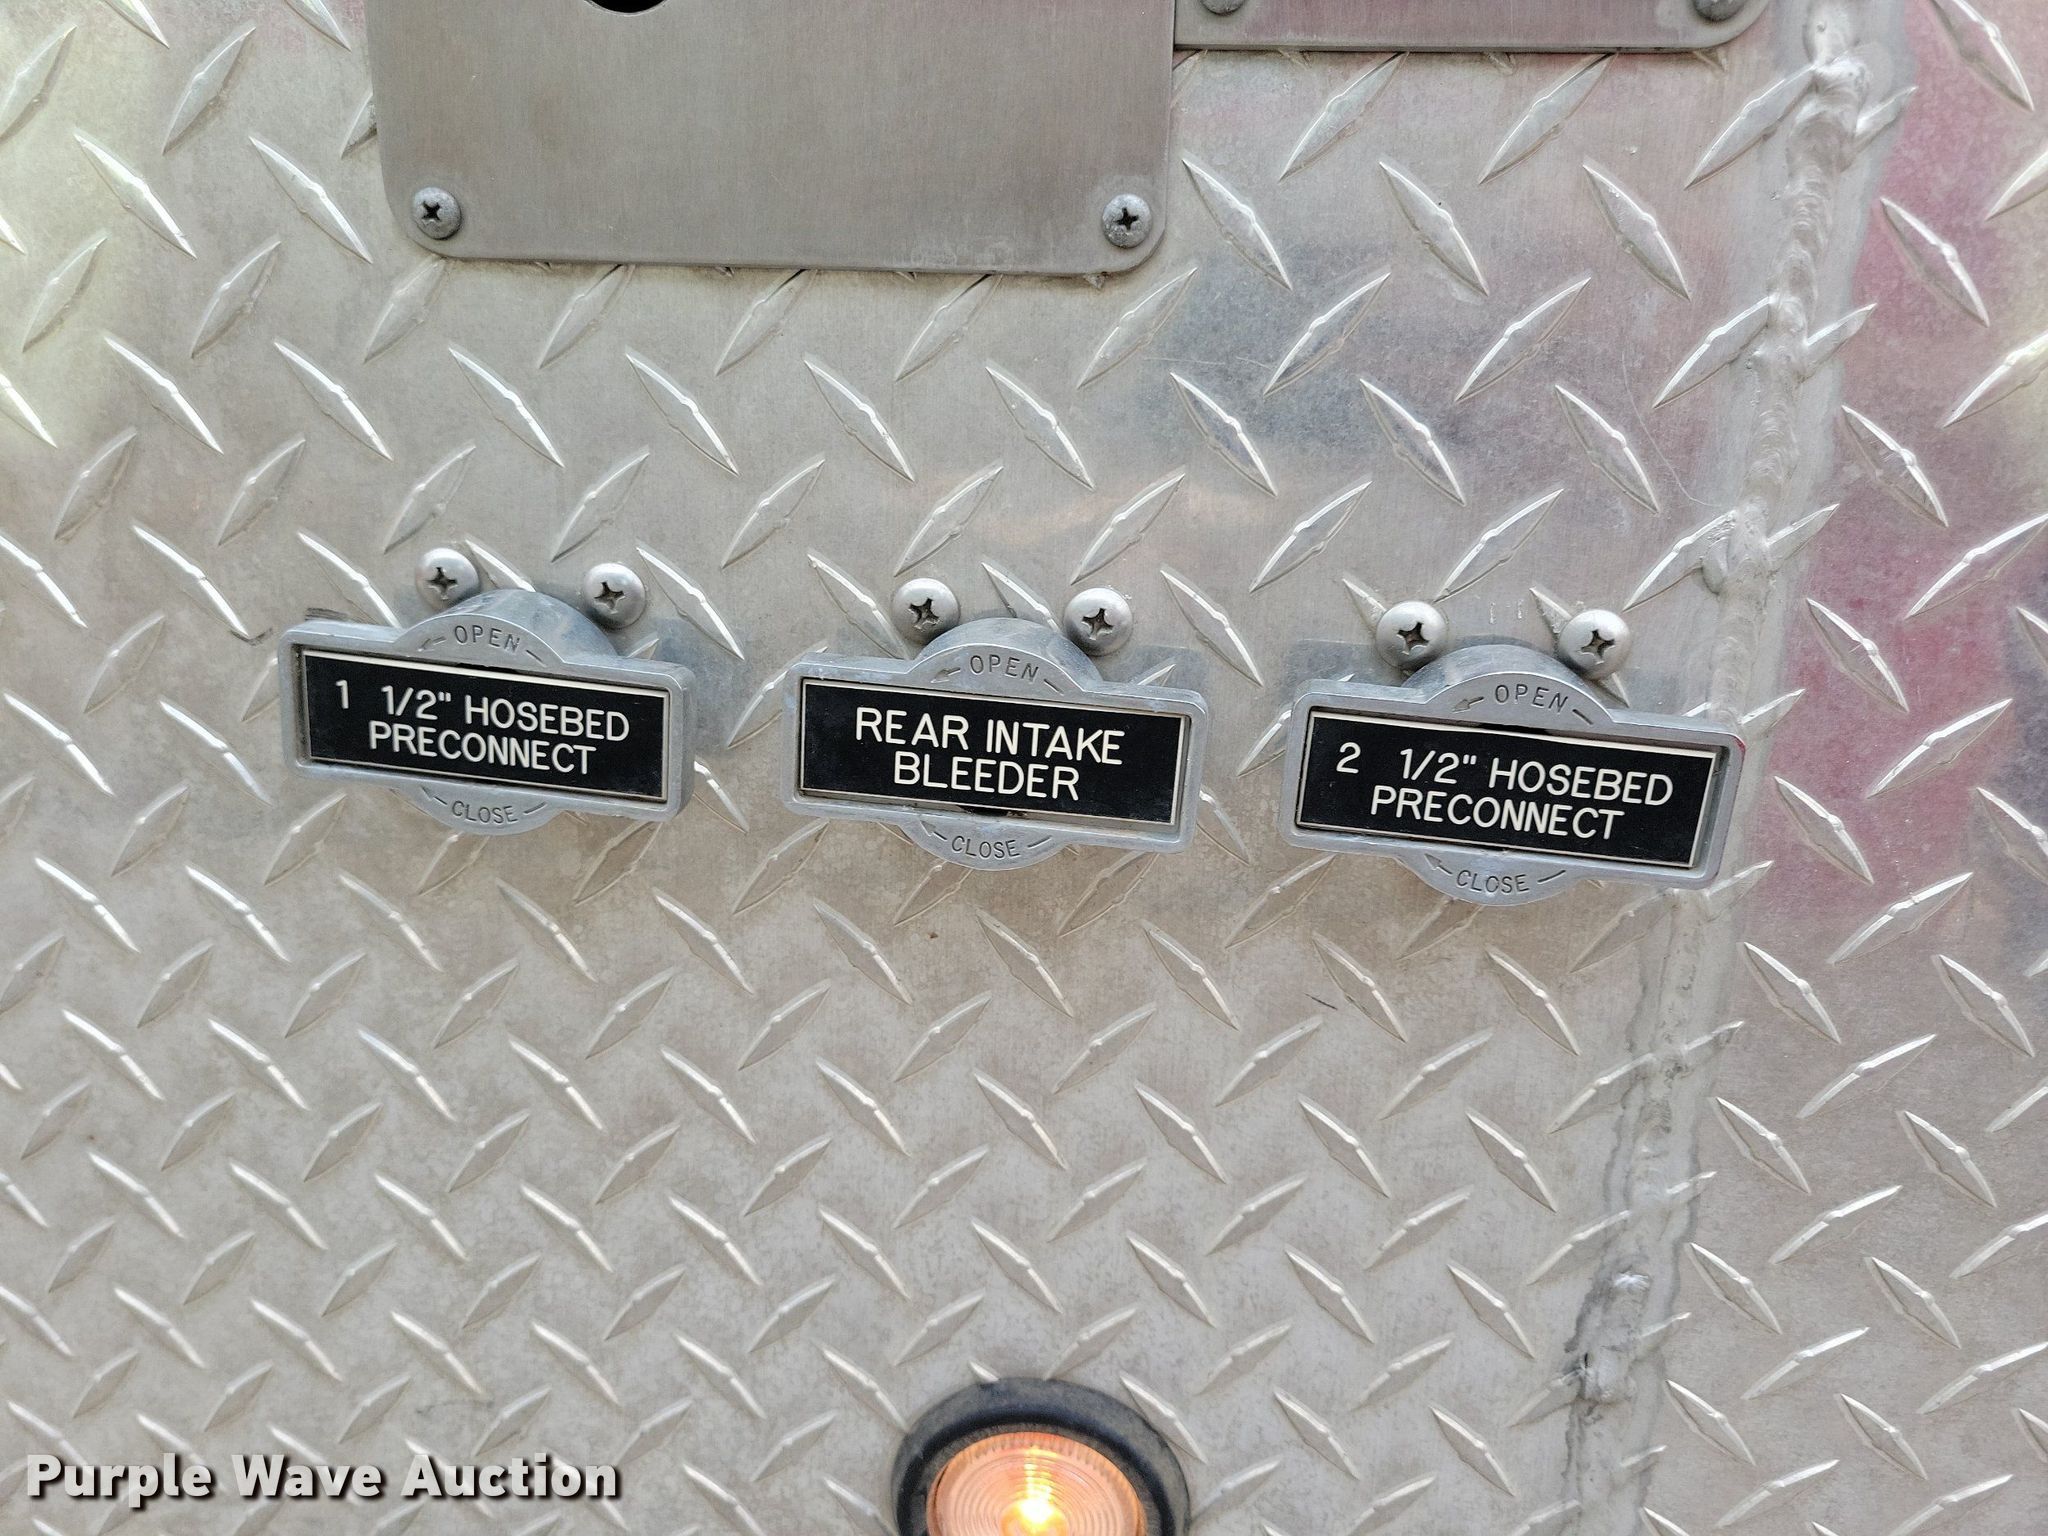 OPEN
1 1/2" HOSEBED
PRECONNECT
CLOSE
OPEN
REAR INTAKE
BLEEDER
CLOSE
OPEN
2 1/2" HOSEBED
PRECONNECT
CLOSE
Purple Wave Auction